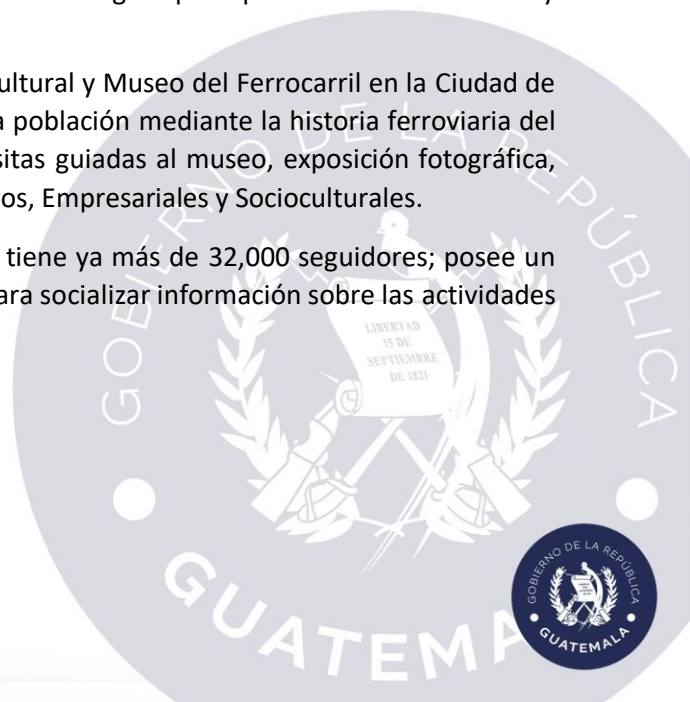 ultural y Museo del Ferrocarril en la Ciudad de
a población mediante la historia ferroviaria del
sitas guiadas al museo, exposición fotográfica,
os, Empresariales y Socioculturales.
tiene ya más de 32,000 seguidores; posee un
ara socializar información sobre las actividades
GOBIERNO DE LA REPÚBLICA
LIBERTAD
15 DE
SEPTIEMBRE
DE 1821
GUATEMALA
GOBIERNO DE LA REPÚBLICA
GUATEMALA